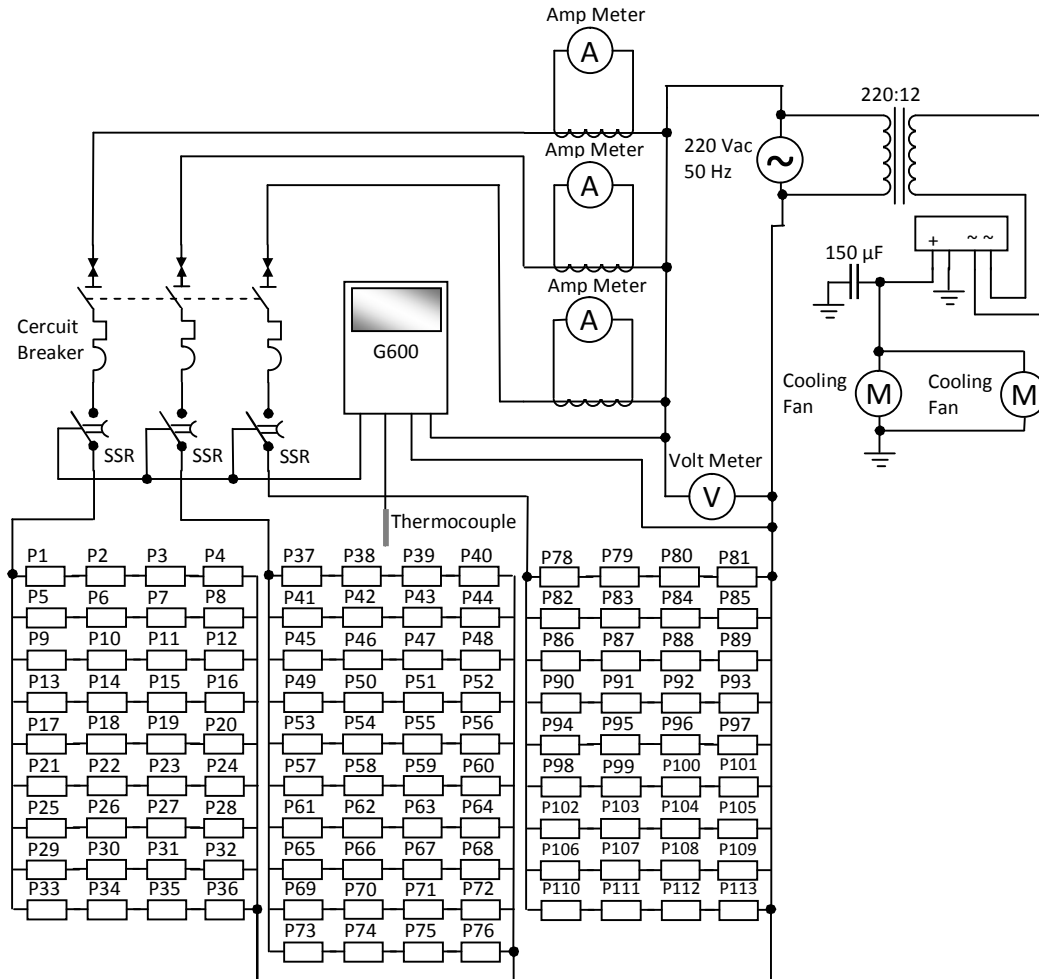 Amp Meter
A
220:12
220 Vac
50 Hz
~
Amp Meter
A
+ ~ ~
150 µF
Amp Meter
A
Cercuit
Breaker
G600
Cooling
Fan
M
Cooling
Fan
M
SSR
SSR
SSR
Volt Meter
V
Thermocouple
P1 P2 P3 P4
P5 P6 P7 P8
P9 P10 P11 P12
P13 P14 P15 P16
P17 P18 P19 P20
P21 P22 P23 P24
P25 P26 P27 P28
P29 P30 P31 P32
P33 P34 P35 P36
P37 P38 P39 P40
P41 P42 P43 P44
P45 P46 P47 P48
P49 P50 P51 P52
P53 P54 P55 P56
P57 P58 P59 P60
P61 P62 P63 P64
P65 P66 P67 P68
P69 P70 P71 P72
P73 P74 P75 P76
P78 P79 P80 P81
P82 P83 P84 P85
P86 P87 P88 P89
P90 P91 P92 P93
P94 P95 P96 P97
P98 P99 P100 P101
P102 P103 P104 P105
P106 P107 P108 P109
P110 P111 P112 P113